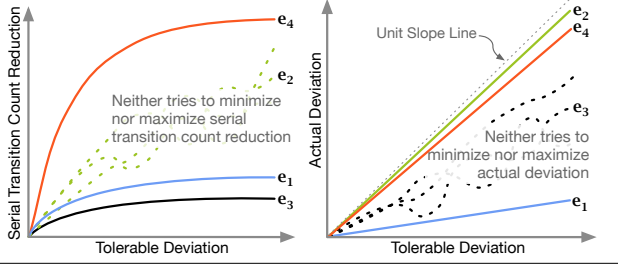 Serial Transition Count Reduction
e4
e2
Neither tries to minimize
nor maximize serial
transition count reduction
e1
e3
Tolerable Deviation
Actual Deviation
Unit Slope Line
e2
e4
e3
Neither tries to
minimize nor maximize
actual deviation
e1
Tolerable Deviation